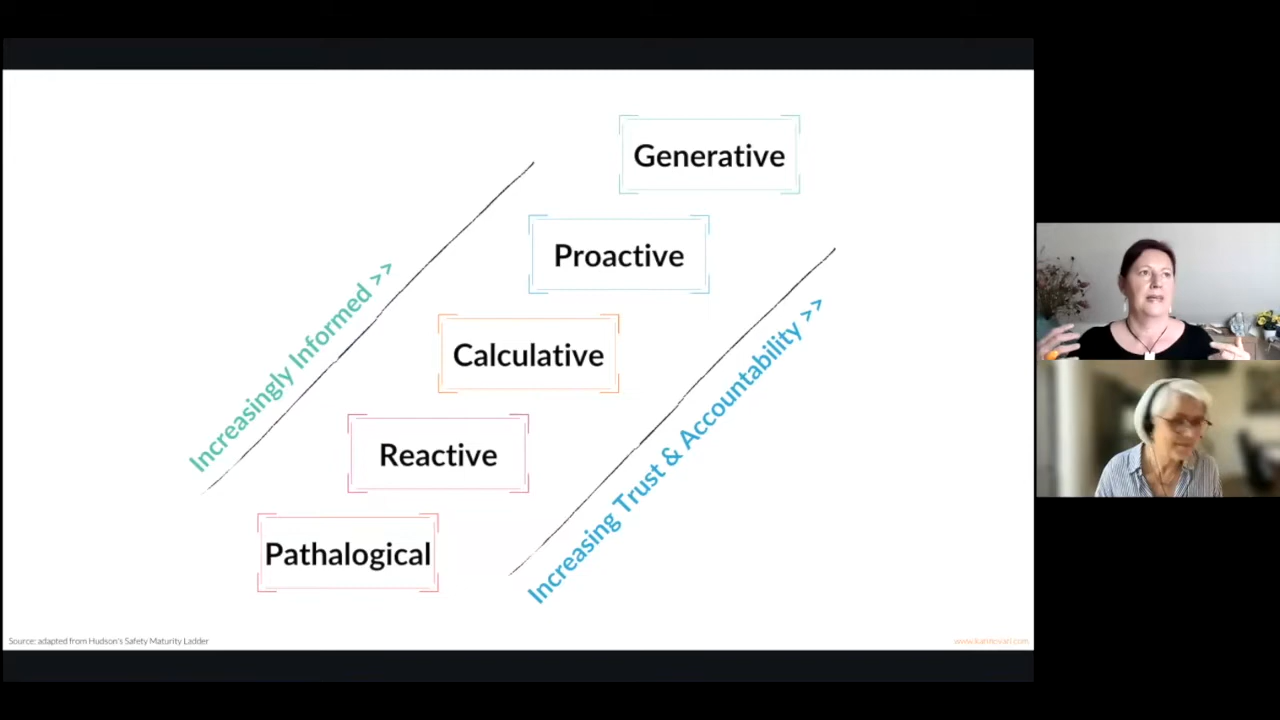 Generative
Proactive
Increasingly Informed >>
Calculative
Increasing Trust & Accountability >>
Reactive
Pathalogical
Source: adapted from Hudson's Safety Maturity Ladder